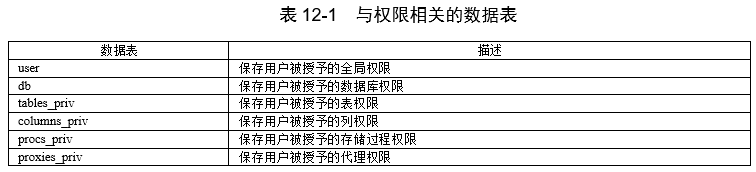 表 12-1 与权限相关的数据表
数据表 描述
user 保存用户被授予的全局权限
db 保存用户被授予的数据库权限
tables_priv 保存用户被授予的表权限
columns_priv 保存用户被授予的列权限
procs_priv 保存用户被授予的存储过程权限
proxies_priv 保存用户被授予的代理权限